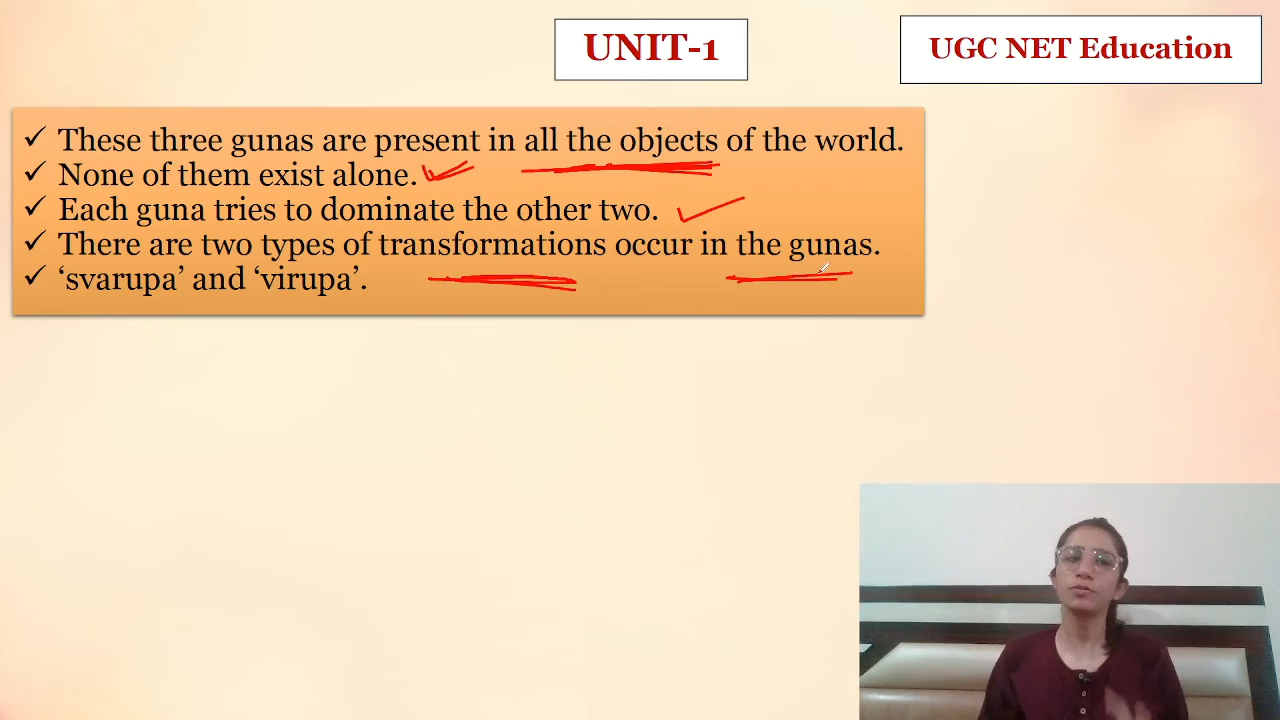 UNIT-1
UGC NET Education
✓ These three gunas are present in all the objects of the world.
✓ None of them exist alone.
✓ Each guna tries to dominate the other two.
✓ There are two types of transformations occur in the gunas.
✓ ‘svarupa’ and ‘virupa’.